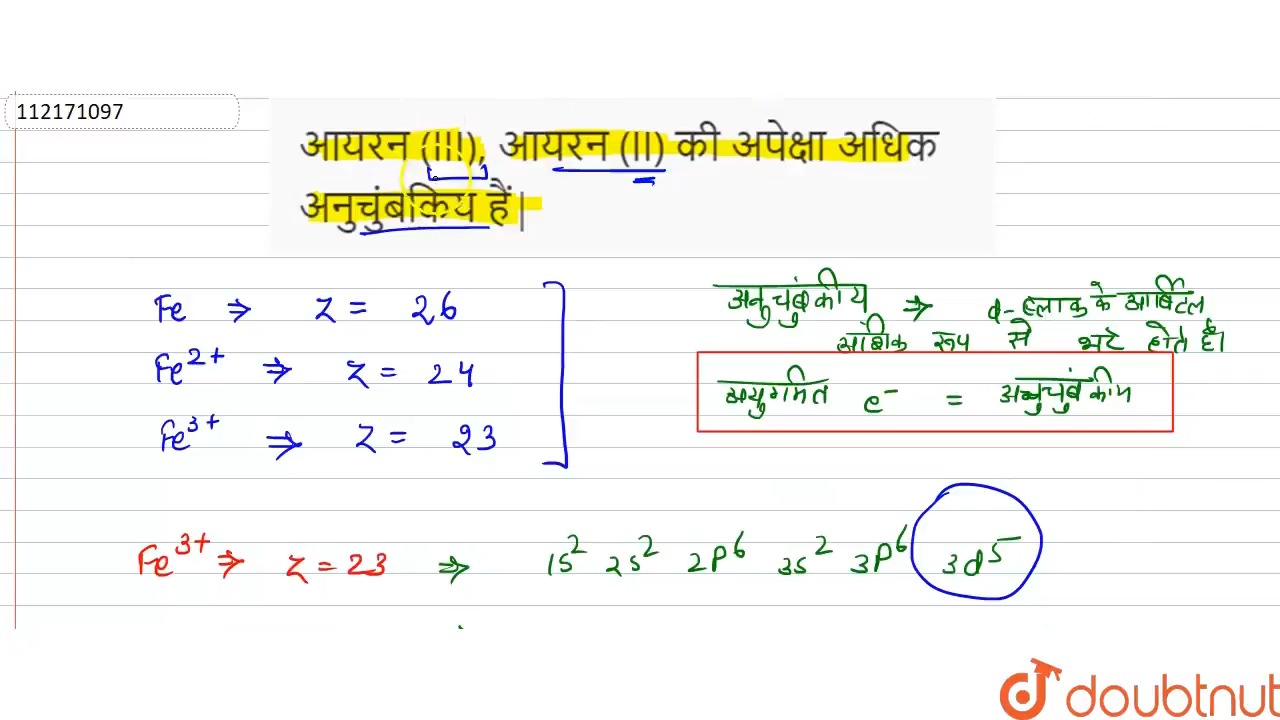 112171097
आयरन (III), आयरन (II) की अपेक्षा अधिक
अनुचुंबकिय हैं|
Fe ⇒ Z = 26
Fe2+ ⇒ Z = 24
Fe3+ ⇒ Z = 23
अनुचुंबकीय ⇒ d-ब्लाक के आर्बिटल
आंशिक रूप से भरे होते है।
अयुगमित e- = अनुचुंबकीय
Fe3+ ⇒ Z = 23 ⇒ 1s2 2s2 2p6 3s2 3p6 3d5
doubtnut